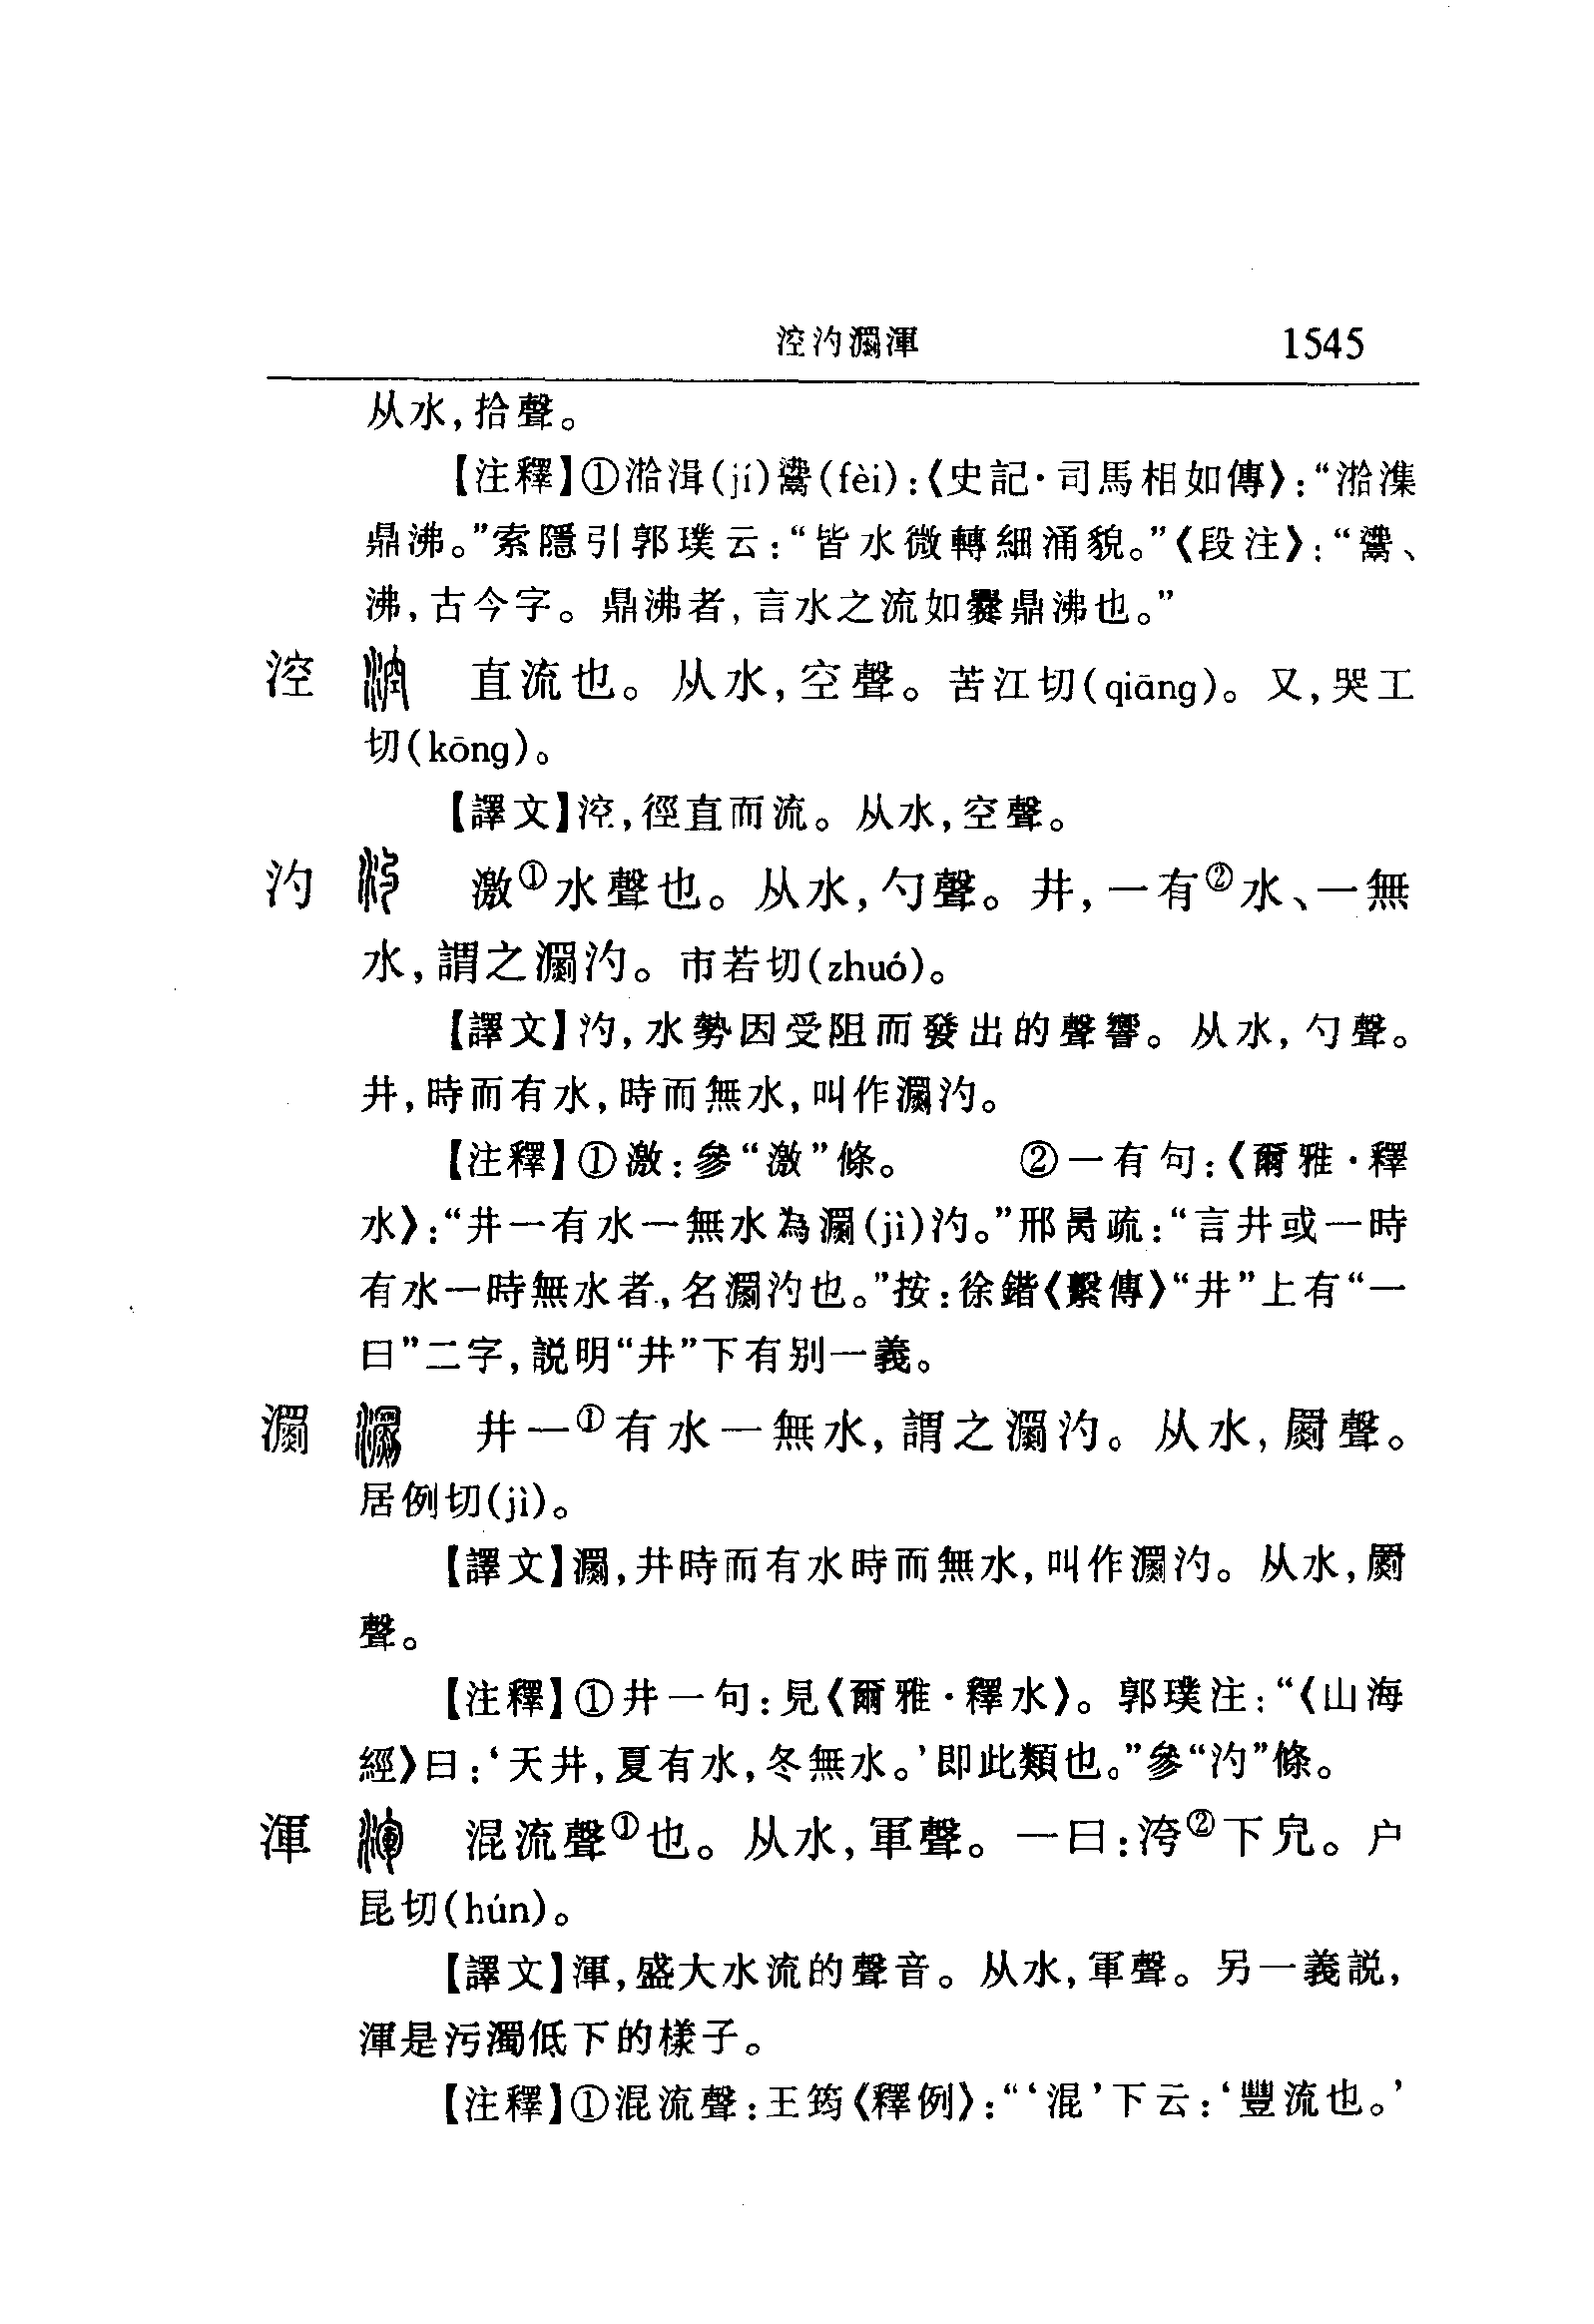 涳汋瀱渾 1545
从水,拾聲。
【注釋】①湁湒(jí)灊(fèi):《史記·司馬相如傳》:“湁潗
鼎沸。”索隱引郭璞云:“皆水微轉細涌貌。”《段注》:“、
沸,古今字。鼎沸者,言水之流如爨鼎沸也。”
涳 直流也。从水,空聲。苦江切(qiāng)。又,哭工
切(kōng)。
【譯文】涳,徑直而流。从水,空聲。
汋 激①水聲也。从水,勺聲。井,一有②水、一無
水,謂之瀱汋。市若切(zhuó)。
【譯文】汋,水勢因受阻而發出的聲響。从水,勺聲。
井,時而有水,時而無水,叫作瀱汋。
【注釋】①激:參“激”條。 ②一有句:《爾雅·釋
水》:“井一有水一無水為瀱(jì)汋。”邢昺疏:“言井或一時
有水一時無水者,名瀱汋也。”按:徐鍇《繫傳》“井”上有“一
曰”二字,説明“井”下有别一義。
瀱 井一①有水一無水,謂之瀱汋。从水,罽聲。
居例切(jì)。
【譯文】瀱,井時而有水時而無水,叫作瀱汋。从水,罽
聲。
【注釋】①井一句:見《爾雅·釋水》。郭璞注:“《山海
經》曰:‘天井,夏有水,冬無水。’即此類也。”參“汋”條。
渾 混流聲①也。从水,軍聲。一曰:洿②下皃。户
昆切(hún)。
【譯文】渾,盛大水流的聲音。从水,軍聲。另一義説,
渾是污濁低下的樣子。
【注釋】①混流聲:王筠《釋例》:“‘混’下云:‘豐流也。’